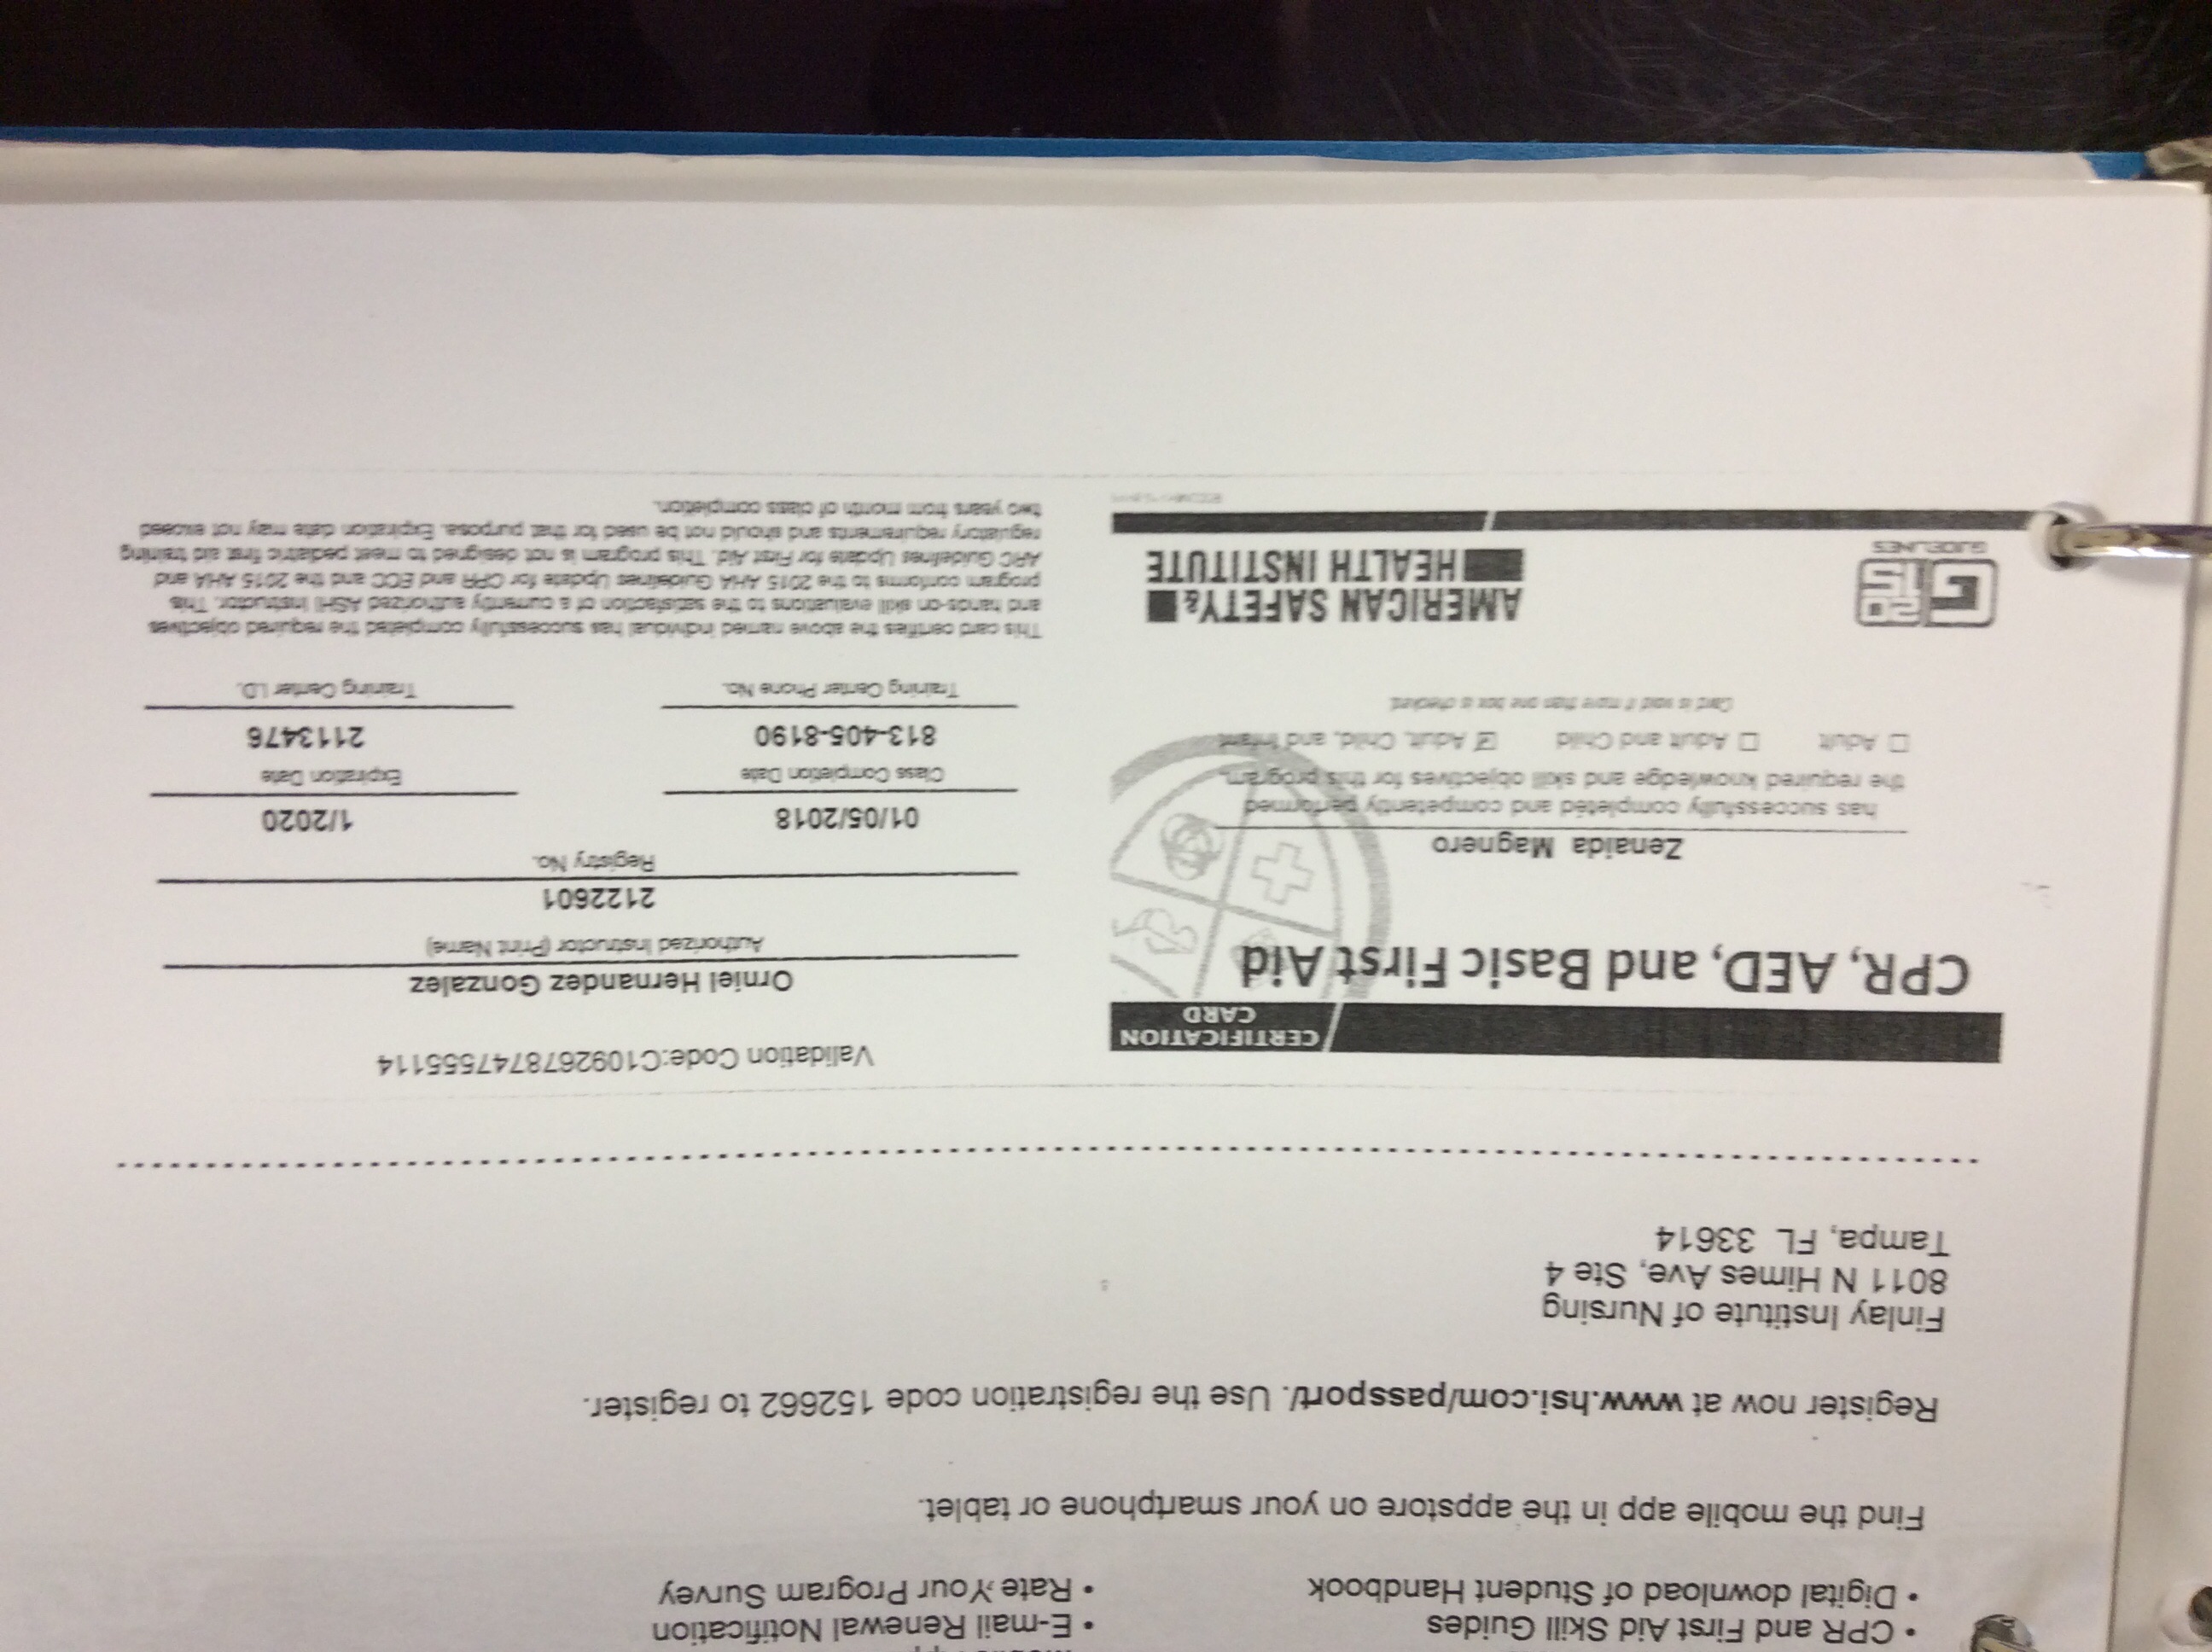 • CPR and First Aid Skill Guides
• Digital download of Student Handbook
• E-mail Renewal Notification
• Rate Your Program Survey
Find the mobile app in the appstore on your smartphone or tablet.
Register now at www.hsi.com/passport/. Use the registration code 152662 to register.
Finlay Institute of Nursing
8011 N Himes Ave, Ste 4
Tampa, FL 33614
CERTIFICATION
CARD
CPR, AED, and Basic First Aid
Zenaida Magnero
has successfully completed and competently performed
the required knowledge and skill objectives for this program.
☐ Adult ☐ Adult and Child ☑ Adult, Child, and Infant
Card is void if more than one box is checked.
G 2015
GUIDELINES
AMERICAN SAFETY &
HEALTH INSTITUTE
Validation Code:C1092678747555114
Orniel Hernandez Gonzalez
Authorized Instructor (Print Name)
2122601
Registry No.
01/05/2018 1/2020
Class Completion Date Expiration Date
813-405-8190 2113476
Training Center Phone No. Training Center I.D.
This card certifies the above named individual has successfully completed the required objectives
and hands-on skill evaluations to the satisfaction of a currently authorized ASHI Instructor. This
program conforms to the 2015 AHA Guidelines Update for CPR and ECC and the 2015 AHA and
ARC Guidelines Update for First Aid. This program is not designed to meet pediatric first aid training
regulatory requirements and should not be used for that purpose. Expiration date may not exceed
two years from month of class completion.